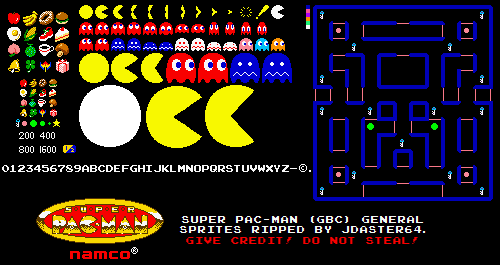 200 400
800 1600
0123456789ABCDEFGHIJKLMNOPQRSTUVWXYZ-©.
SUPER
PAC-MAN
namco©
SUPER PAC-MAN (GBC) GENERAL
SPRITES RIPPED BY JDASTER64.
GIVE CREDIT! DO NOT STEAL!